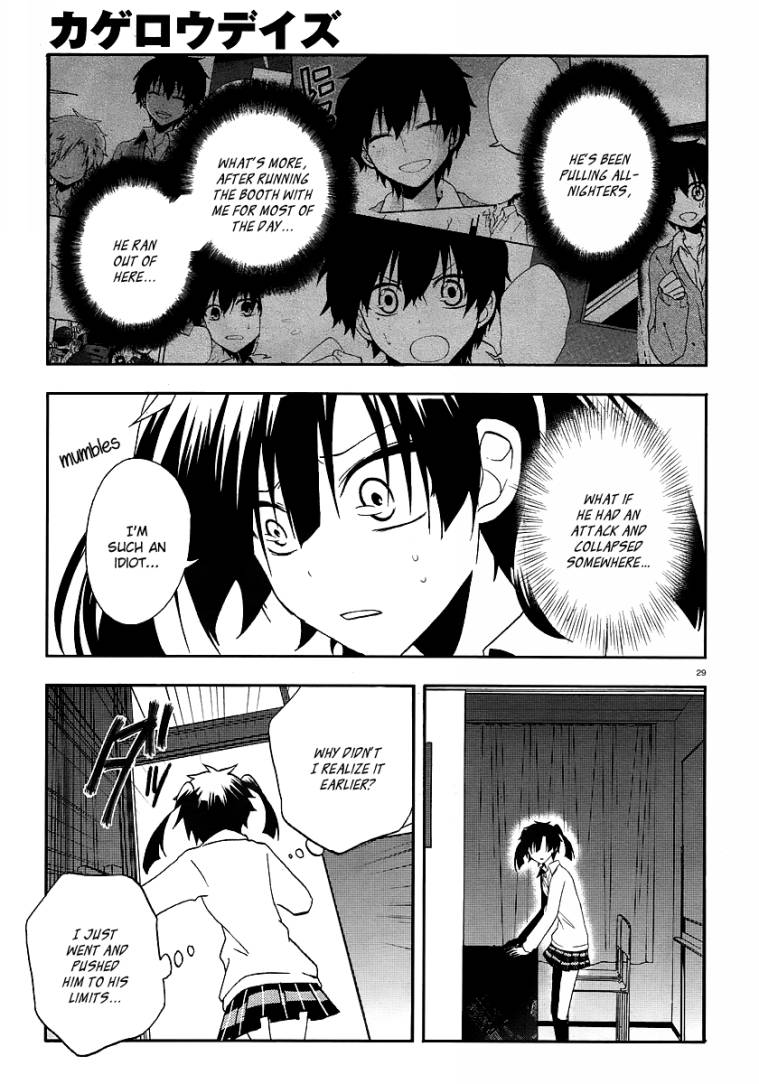 カゲロウデイズ
HE'S BEEN
PULLING ALL-
NIGHTERS,
WHAT'S MORE,
AFTER RUNNING
THE BOOTH WITH
ME FOR MOST OF
THE DAY...
HE RAN
OUT OF
HERE...
WHAT IF
HE HAD AN
ATTACK AND
COLLAPSED
SOMEWHERE...
mumbles
I'M
SUCH AN
IDIOT...
29
WHY DIDN'T
I REALIZE IT
EARLIER?
ダッ
I JUST
WENT AND
PUSHED
HIM TO HIS
LIMITS...